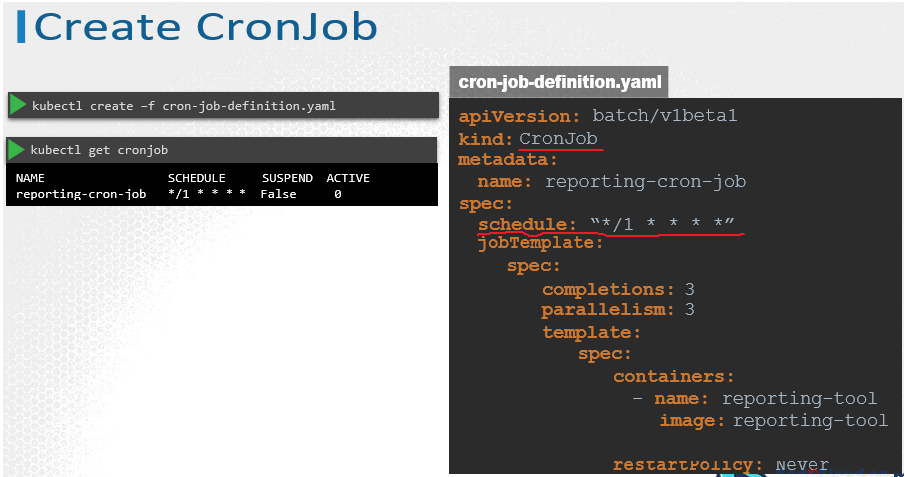 Create CronJob
kubectl create –f cron-job-definition.yaml
kubectl get cronjob
NAME SCHEDULE SUSPEND ACTIVE
reporting-cron-job */1 * * * * False 0
cron-job-definition.yaml
apiVersion: batch/v1beta1
kind: CronJob
metadata:
name: reporting-cron-job
spec:
schedule: “*/1 * * * *”
jobTemplate:
spec:
completions: 3
parallelism: 3
template:
spec:
containers:
- name: reporting-tool
image: reporting-tool
restartPolicy: Never